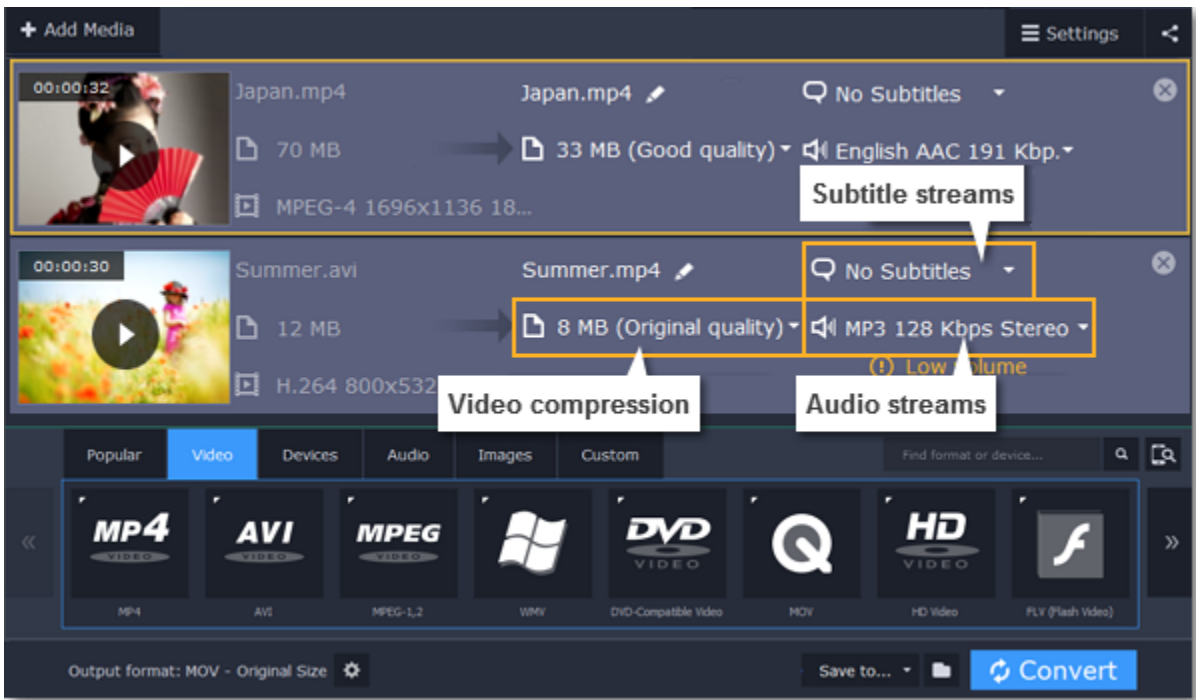 Add Media
Settings
00:00:32
Japan.mp4
Japan.mp4
No Subtitles
70 MB
33 MB (Good quality)
English AAC 191 Kbp.
MPEG-4 1696x1136 18...
Subtitle streams
00:00:30
Summer.avi
Summer.mp4
No Subtitles
12 MB
8 MB (Original quality)
MP3 128 Kbps Stereo
Low volume
H.264 800x532
Video compression
Audio streams
Popular
Video
Devices
Audio
Images
Custom
Find format or device...
MP4
VIDEO
AVI
VIDEO
MPEG
VIDEO
DVD
VIDEO
HD
VIDEO
MP4
AVI
MPEG-1,2
WMV
DVD-Compatible Video
MOV
HD Video
FLV (Flash Video)
Output format: MOV - Original Size
Save to...
Convert